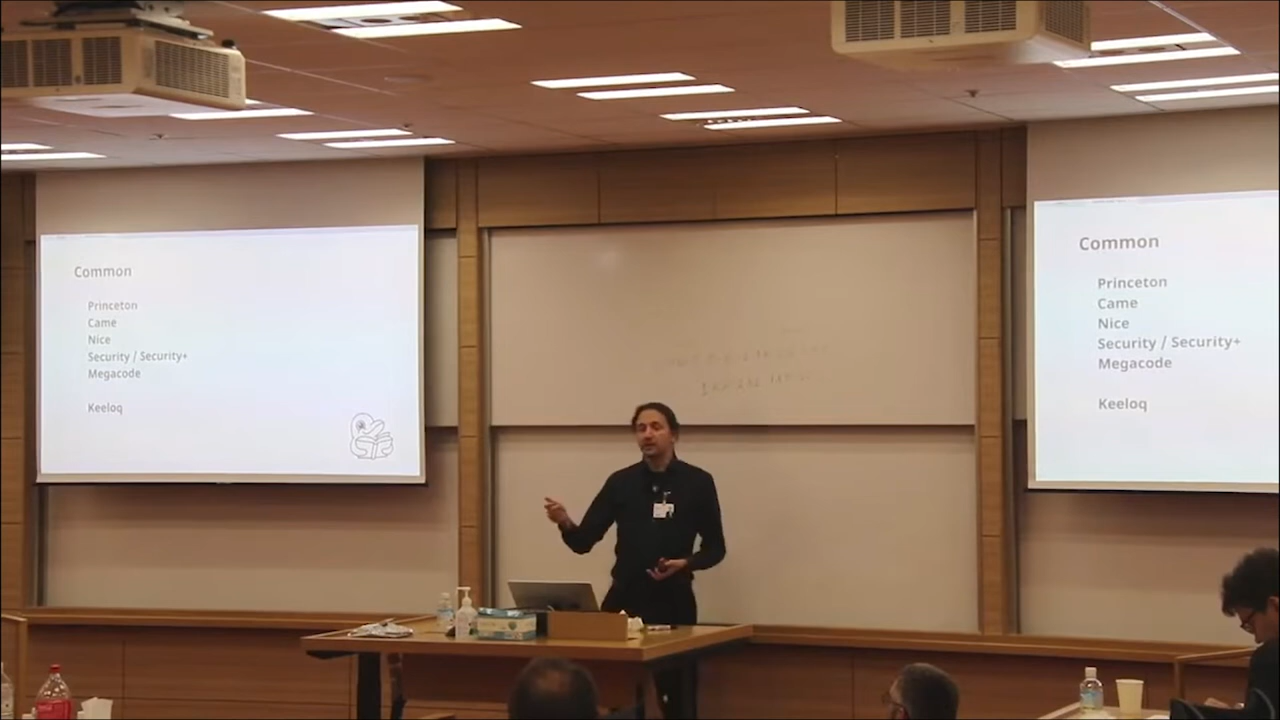 Common
Princeton
Came
Nice
Security / Security+
Megacode
Keeloq
Common
Princeton
Came
Nice
Security / Security+
Megacode
Keeloq